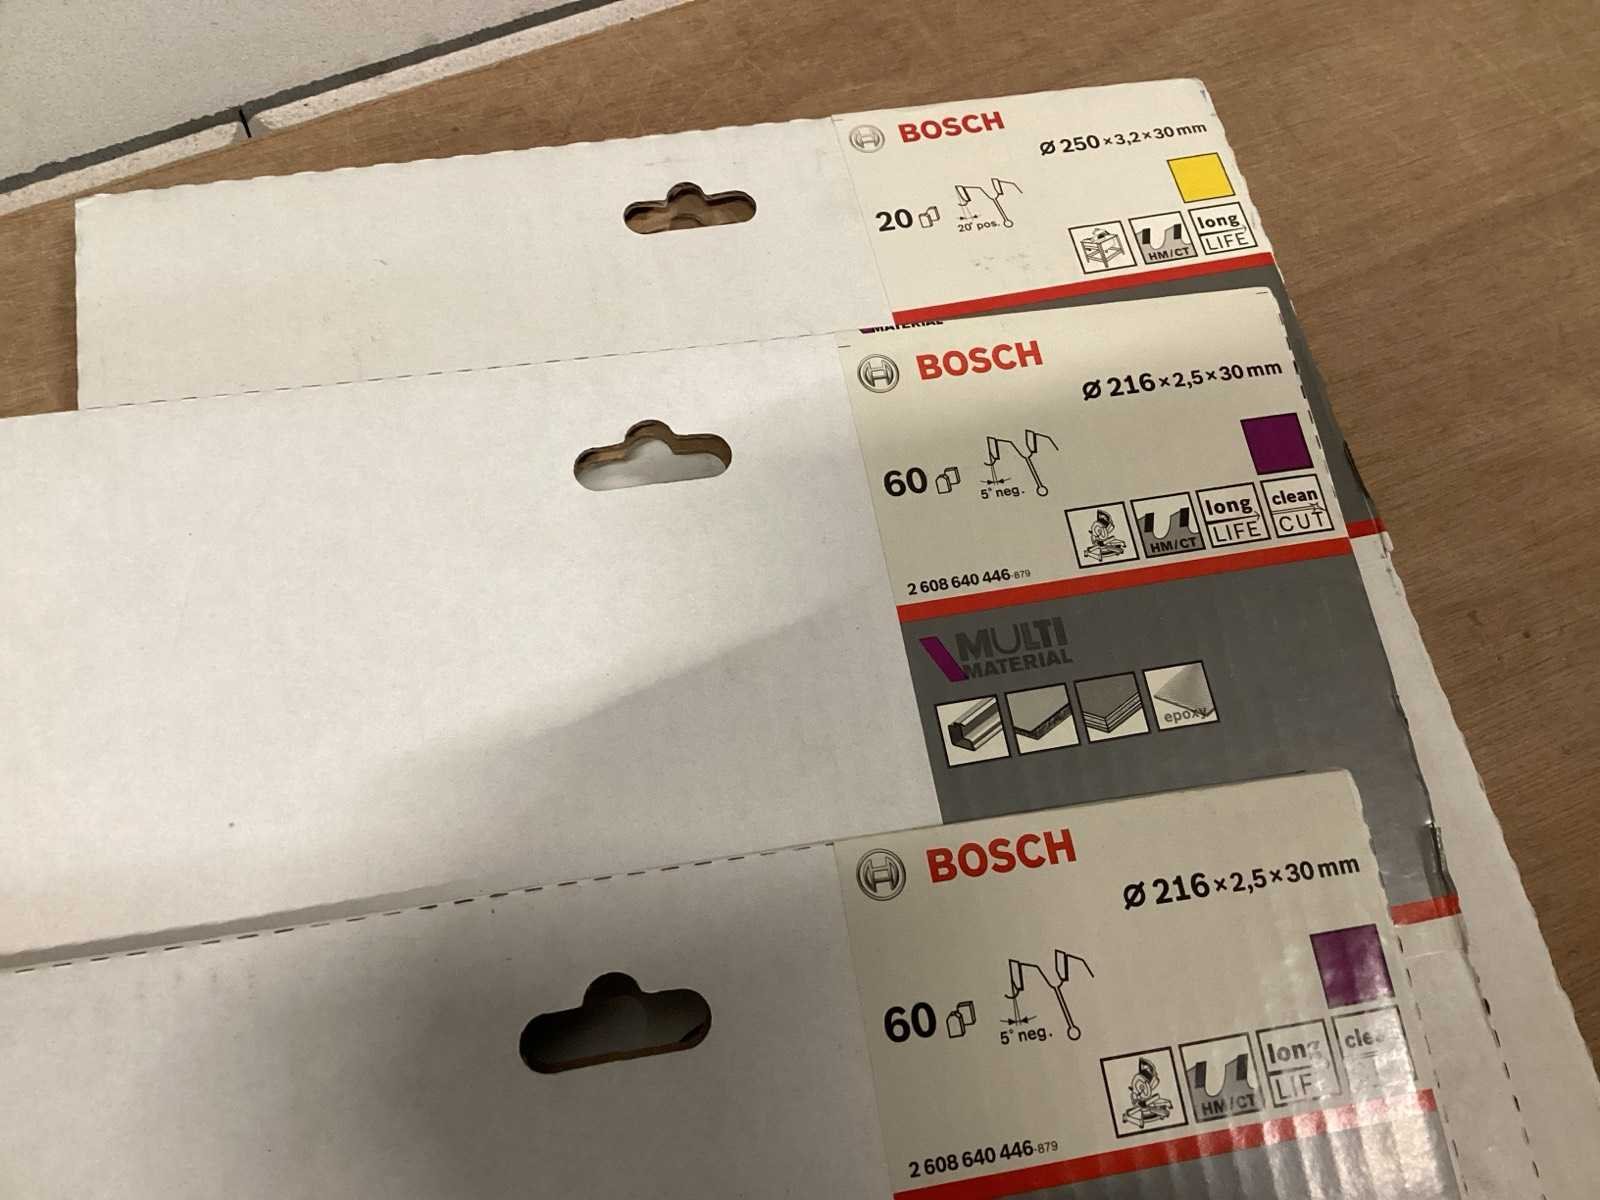 BOSCH
Ø 250 × 3,2 × 30 mm
20
20° pos.
HM/CT
long
LIFE
MATERIAL
BOSCH
Ø 216 × 2,5 × 30 mm
60
5° neg.
HM/CT
long
LIFE
clean
CUT
2 608 640 446-879
MULTI
MATERIAL
epoxy
BOSCH
Ø 216 × 2,5 × 30 mm
60
5° neg.
HM/CT
long
LIFE
2 608 640 446-879